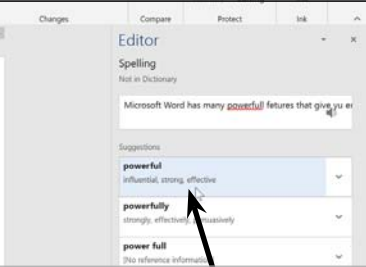 Changes Compare Protect Ink
Editor
Spelling
Not in Dictionary
Microsoft Word has many powerfull fetures that give yu
Suggestions
powerful
influential, strong, effective
powerfully
strongly, effectively,
power full
(No reference information